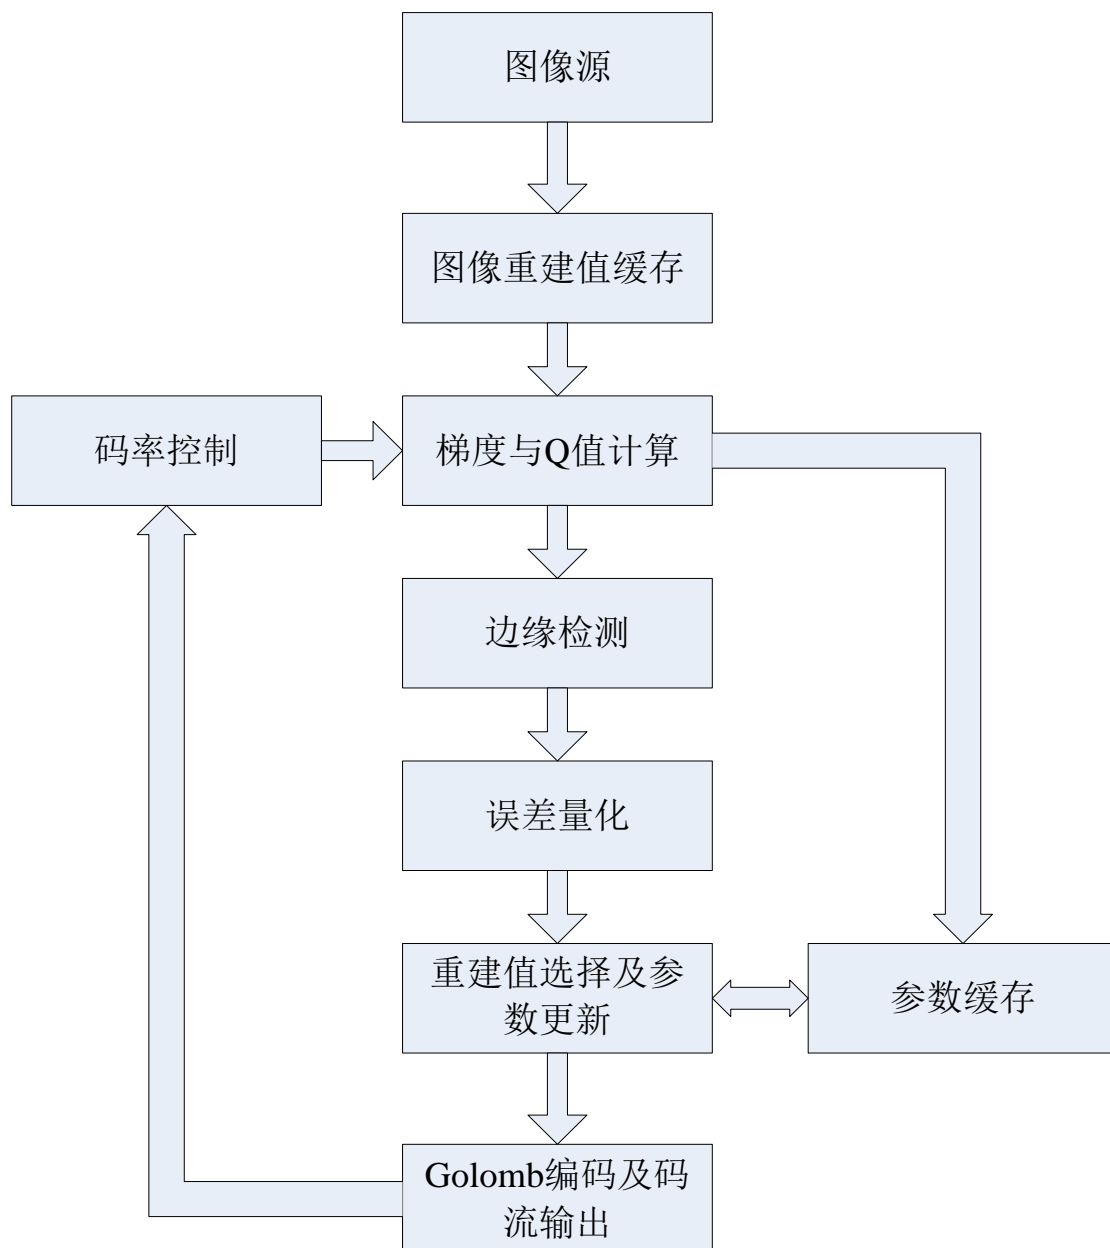 图像源
图像重建值缓存
码率控制
梯度与Q值计算
边缘检测
误差量化
重建值选择及参
数更新
参数缓存
Golomb编码及码
流输出